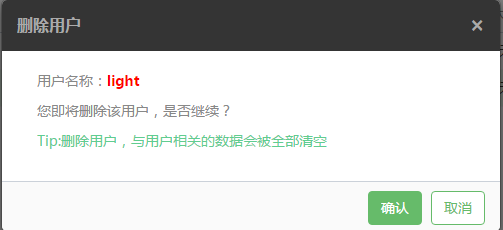 删除用户 ×
用户名称：light
您即将删除该用户，是否继续？
Tip:删除用户，与用户相关的数据会被全部清空
确认 取消